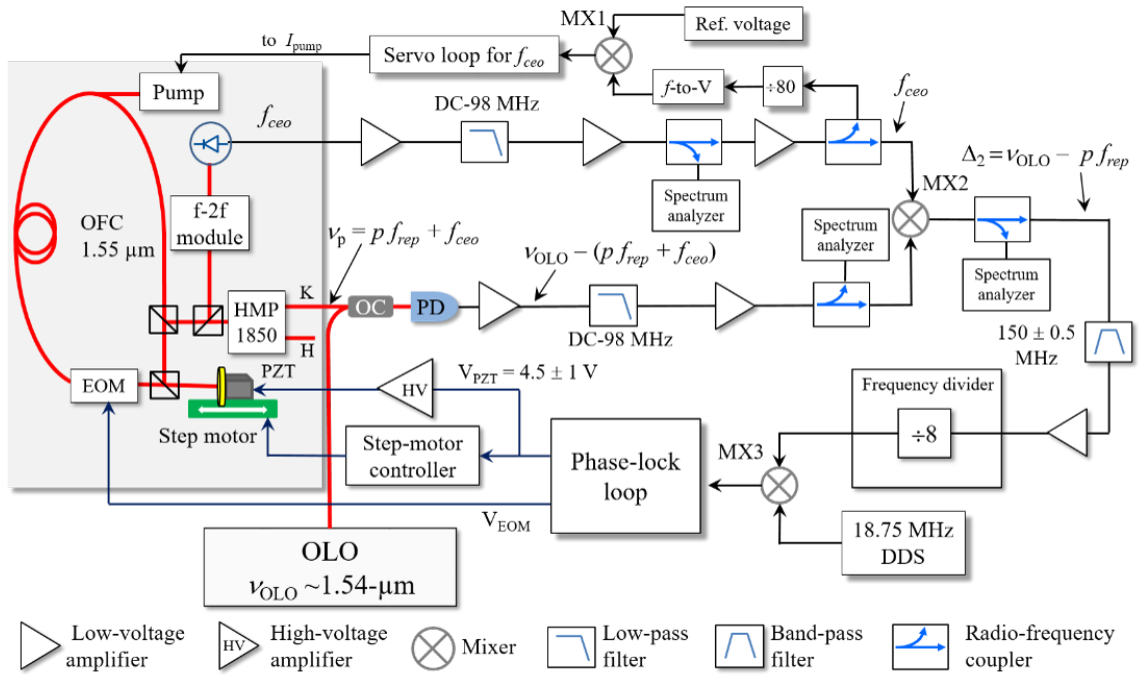 MX1
Ref. voltage
to I_pump
Servo loop for f_ceo
Pump
f-to-V
÷80
f_ceo
DC-98 MHz
f_ceo
Δ₂ = ν_OLO − p f_rep
MX2
OFC
1.55 µm
f-2f
module
Spectrum
analyzer
Spectrum
analyzer
ν_p = p f_rep + f_ceo
ν_OLO − (p f_rep + f_ceo)
Spectrum
analyzer
HMP
1850
K
H
OC
PD
DC-98 MHz
150 ± 0.5
MHz
EOM
PZT
HV
V_PZT = 4.5 ± 1 V
Frequency divider
÷8
Step motor
Step-motor
controller
Phase-lock
loop
MX3
V_EOM
18.75 MHz
DDS
OLO
ν_OLO ~1.54-µm
Low-voltage
amplifier
HV
High-voltage
amplifier
Mixer
Low-pass
filter
Band-pass
filter
Radio-frequency
coupler